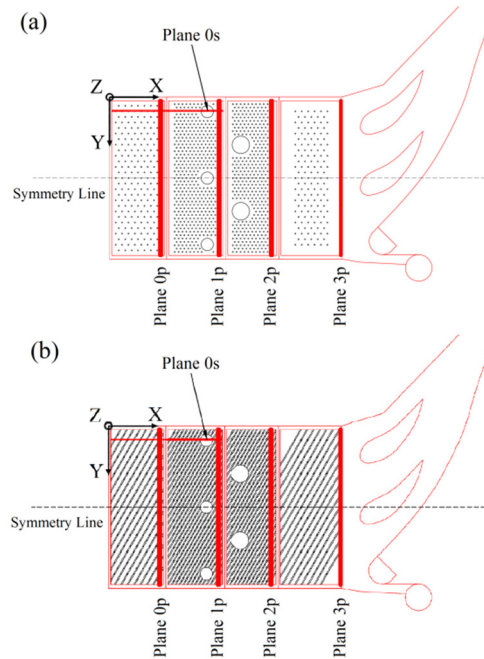 (a)
Plane 0s
Z
X
Y
Symmetry Line
Plane 0p
Plane 1p
Plane 2p
Plane 3p
(b)
Plane 0s
Z
X
Y
Symmetry Line
Plane 0p
Plane 1p
Plane 2p
Plane 3p